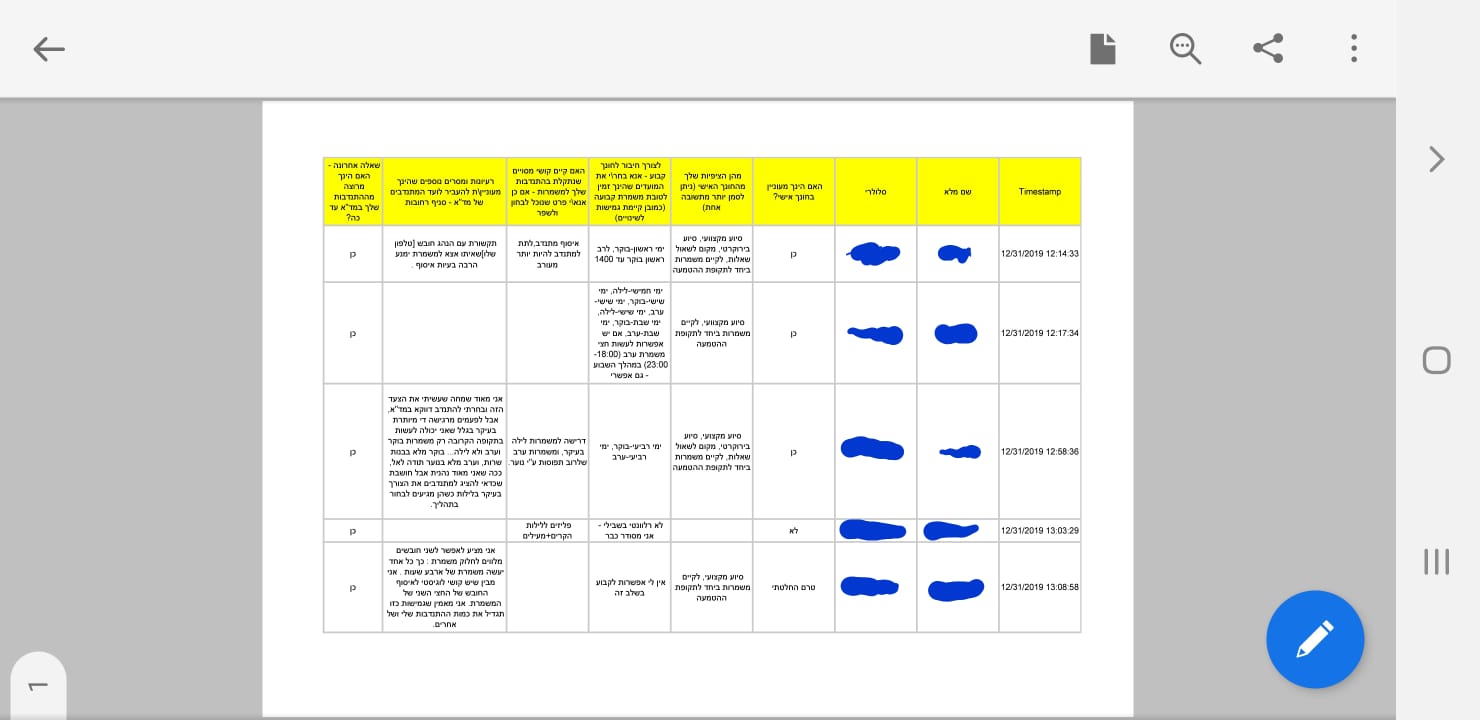 Timestamp
שם מלא
סלולרי
האם הינך מעוניין
בחונך אישי?
מהן הציפיות שלך
מהחונך האישי (ניתן
לסמן יותר מתשובה
אחת)
לצורך חיבור לחונך
קבוע - אנא בחר\י את
המועדים שהינך זמין
לטובת משמרת קבועה
(כמובן קיימת גמישות
לשינויים)
האם קיים קושי מסויים
שנתקלת בהתנדבות
שלך למשמרות - אם כן
אנא\י פרט שנוכל לבחון
ולשפר
רעיונות ומסרים נוספים שהינך
מעוניין\ת להעביר לועד המתנדבים
של מד"א - סניף רחובות
שאלה אחרונה -
האם הינך
מרוצה
מההתנדבות
שלך במד"א עד
כה?
12/31/2019 12:14:33
כן
סיוע מקצועי, סיוע
בירוקרטי, מקום לשאול
שאלות, לקיים משמרות
ביחד לתקופת ההטמעה
ימי ראשון-בוקר, לרב
ראשון בוקר עד 1400
איסוף מתנדב,לתת
למתנדב להיות יותר
מעורב
תקשורת עם הנהג חובש [טלפון
שלו]שאיתו אצא למשמרת ימנע
הרבה בעיות איסוף .
כן
12/31/2019 12:17:34
כן
סיוע מקצועי, לקיים
משמרות ביחד לתקופת
ההטמעה
ימי חמישי-לילה, ימי
שישי-בוקר, ימי שישי-
ערב, ימי שישי-לילה,
ימי שבת-בוקר, ימי
שבת-ערב, אם יש
אפשרות לעשות חצי
משמרת ערב (18:00-
23:00) במהלך השבוע
- גם אפשרי
כן
12/31/2019 12:58:36
כן
סיוע מקצועי, סיוע
בירוקרטי, מקום לשאול
שאלות, לקיים משמרות
ביחד לתקופת ההטמעה
ימי רביעי-בוקר, ימי
רביעי-ערב
דרישה למשמרות לילה
בעיקר, ומשמרות ערב
שלרוב תפוסות ע"י נוער.
אני מאוד שמחה שעשיתי את הצעד
הזה ובחרתי להתנדב דווקא במד"א,
אבל לפעמים מרגישה די מיותרת
בעיקר בגלל שאני יכולה לעשות
בתקופה הקרובה רק משמרות בוקר
וערב ולא לילה... בוקר מלא בבנות
שרות, וערב מלא בנוער תודה לאל,
ככה שאני מאוד נהנית אבל חושבת
שכדאי להציג למתנדבים את הצורך
בעיקר בלילות כשהן מגיעים לבחור
בתהליך.
כן
12/31/2019 13:03:29
לא
לא רלוונטי בשבילי -
אני מסודר כבר
פליזים ללילות
הקרים+מעילים
כן
12/31/2019 13:08:58
טרם החלטתי
סיוע מקצועי, לקיים
משמרות ביחד לתקופת
ההטמעה
אין לי אפשרות לקבוע
בשלב זה
אני מציע לאפשר לשני חובשים
מלווים לחלוק משמרת : כך כל אחד
יעשה משמרת של ארבע שעות . אני
מבין שיש קושי לוגיסטי לאיסוף
החובש של החצי השני של
המשמרת. אני מאמין שגמישות כזו
תגדיל את כמות ההתנדבות שלי ושל
אחרים.
כן
1